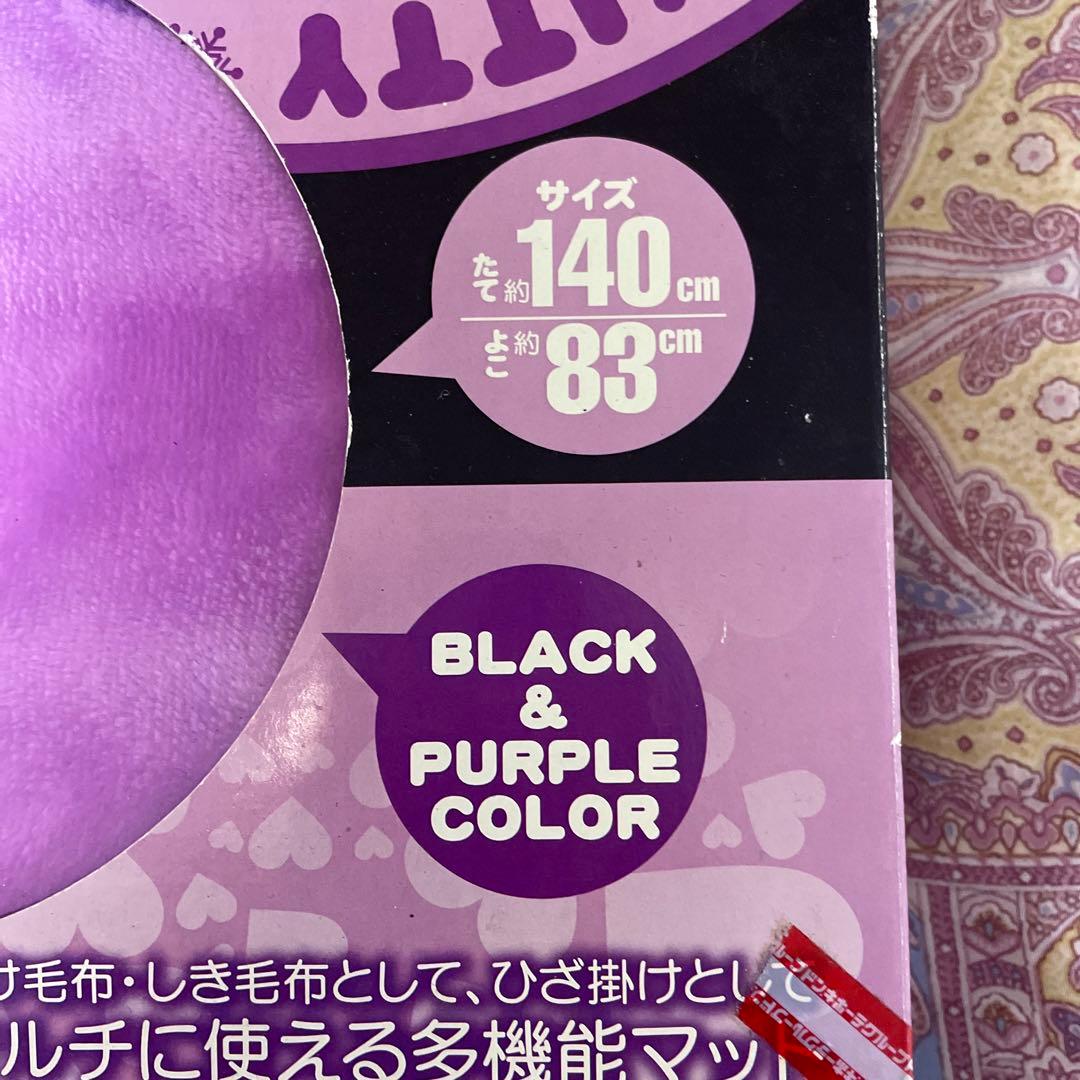 ITY
サイズ
たて約140cm
よこ約83cm
BLACK
&
PURPLE
COLOR
け毛布・しき毛布として、ひざ掛けとして
ルチに使える多機能マット